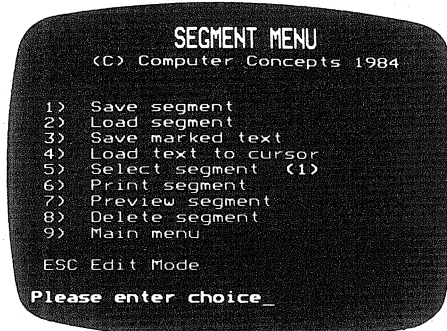 SEGMENT MENU
(C) Computer Concepts 1984
1) Save segment
2) Load segment
3) Save marked text
4) Load text to cursor
5) Select segment (1)
6) Print segment
7) Preview segment
8) Delete segment
9) Main menu
ESC Edit Mode
Please enter choice_